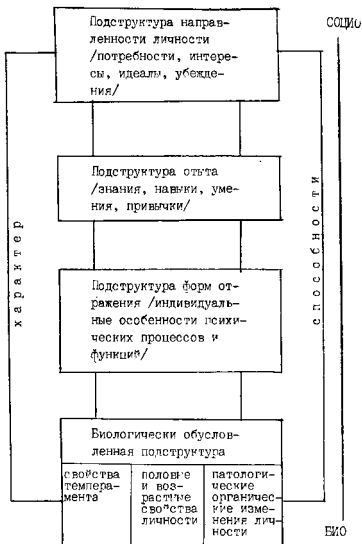 СОЦИО
Подструктура направ-
ленности личности
/потребности, интере-
сы, идеалы, убежде-
ния/
Подструктура опыта
/знания, навыки, уме-
ния, привычки/
характер
способности
Подструктура форм от-
ражения /индивидуаль-
ные особенности психи-
ческих процессов и
функций/
Биологически обуслов-
ленная подструктура
свойства
темпера-
мента
половые
и воз-
растные
свойства
личности
патологи-
ческие
органичес-
кие изме-
нения лич-
ности
БИО